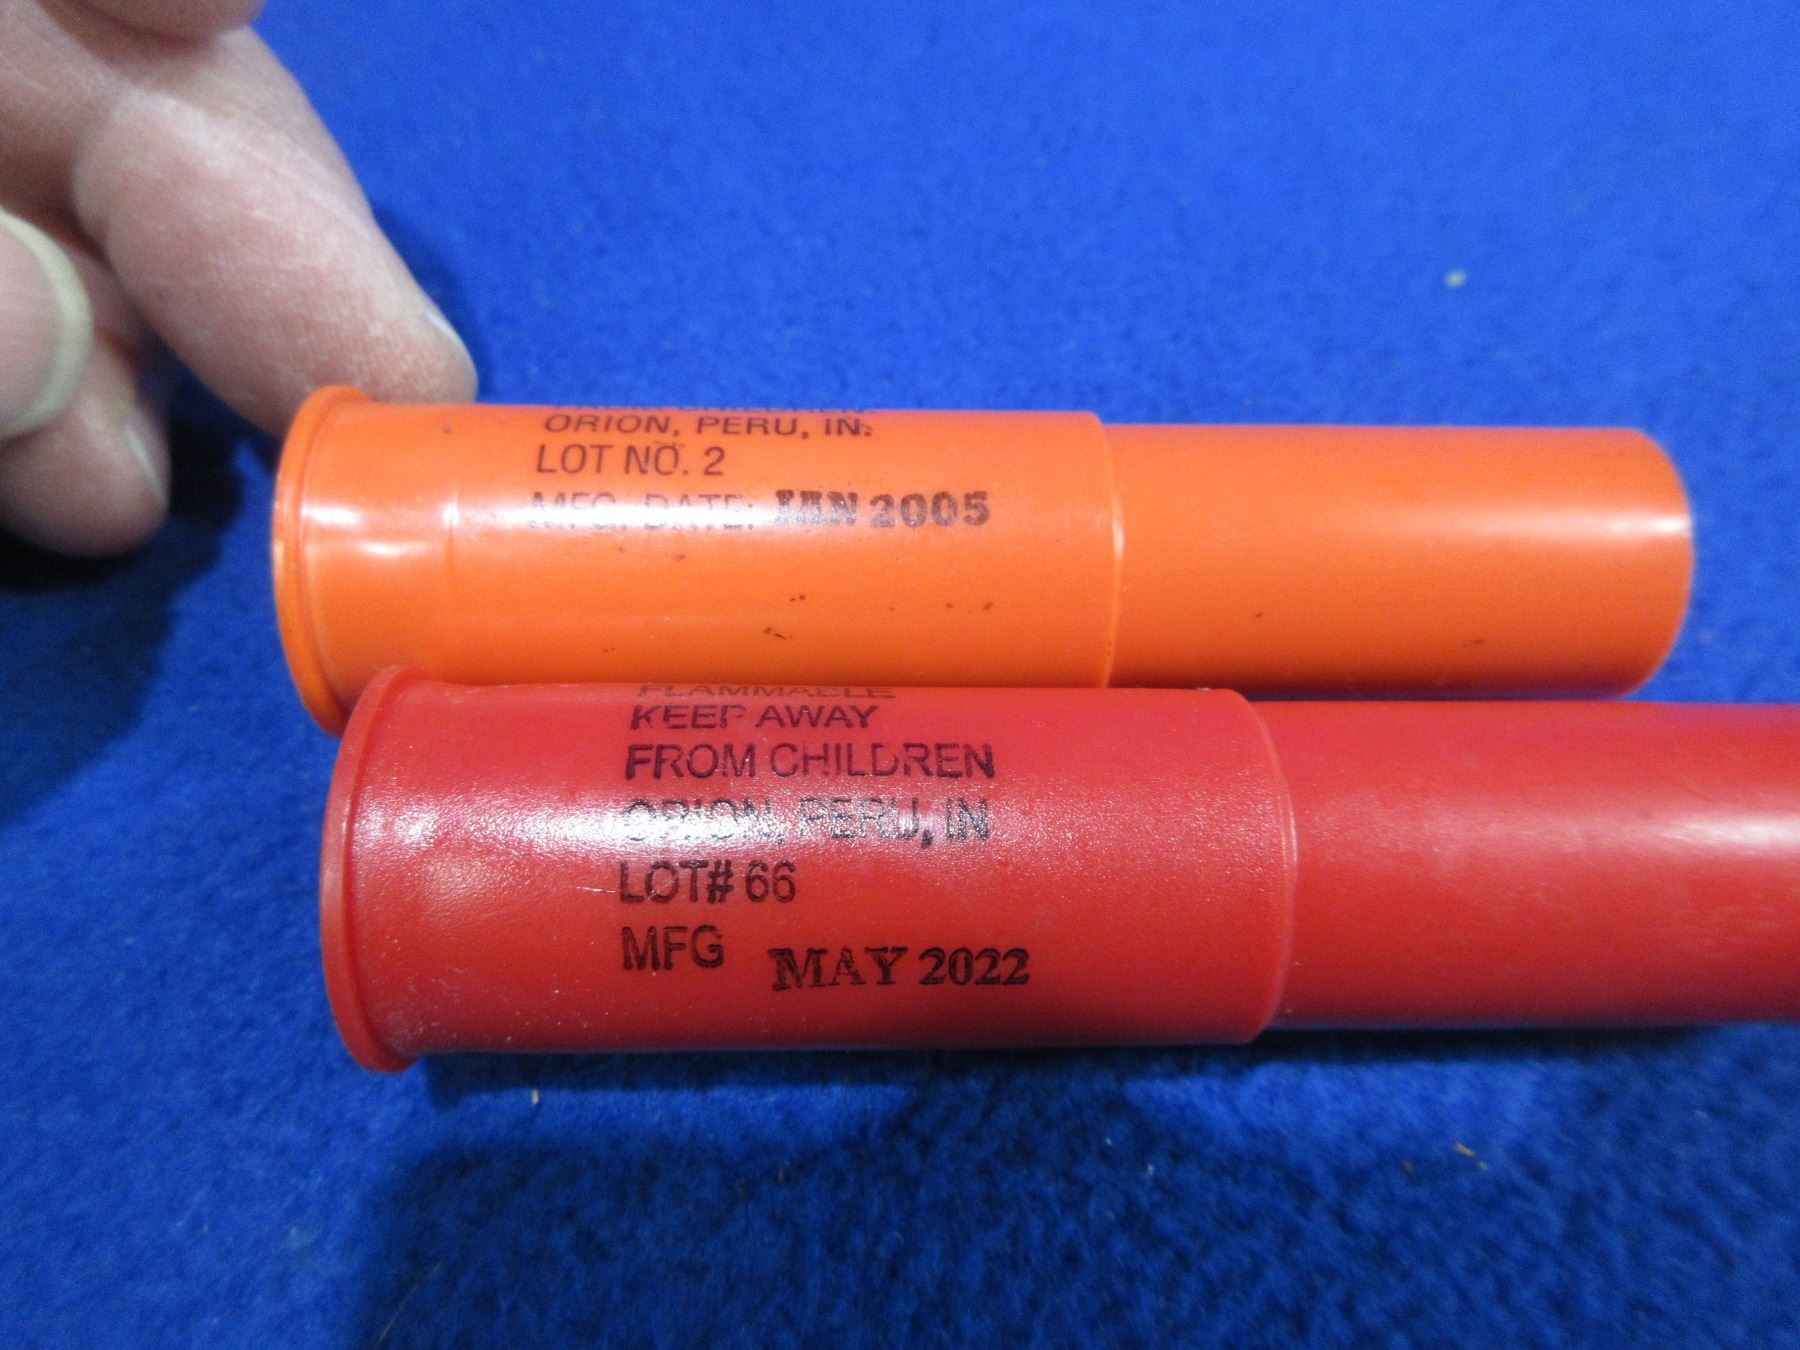 ORION, PERU, IN.
LOT NO. 2
MFG. DATE: JAN 2005
FLAMMABLE
KEEP AWAY
FROM CHILDREN
ORION, PERU, IN
LOT# 66
MFG MAY 2022